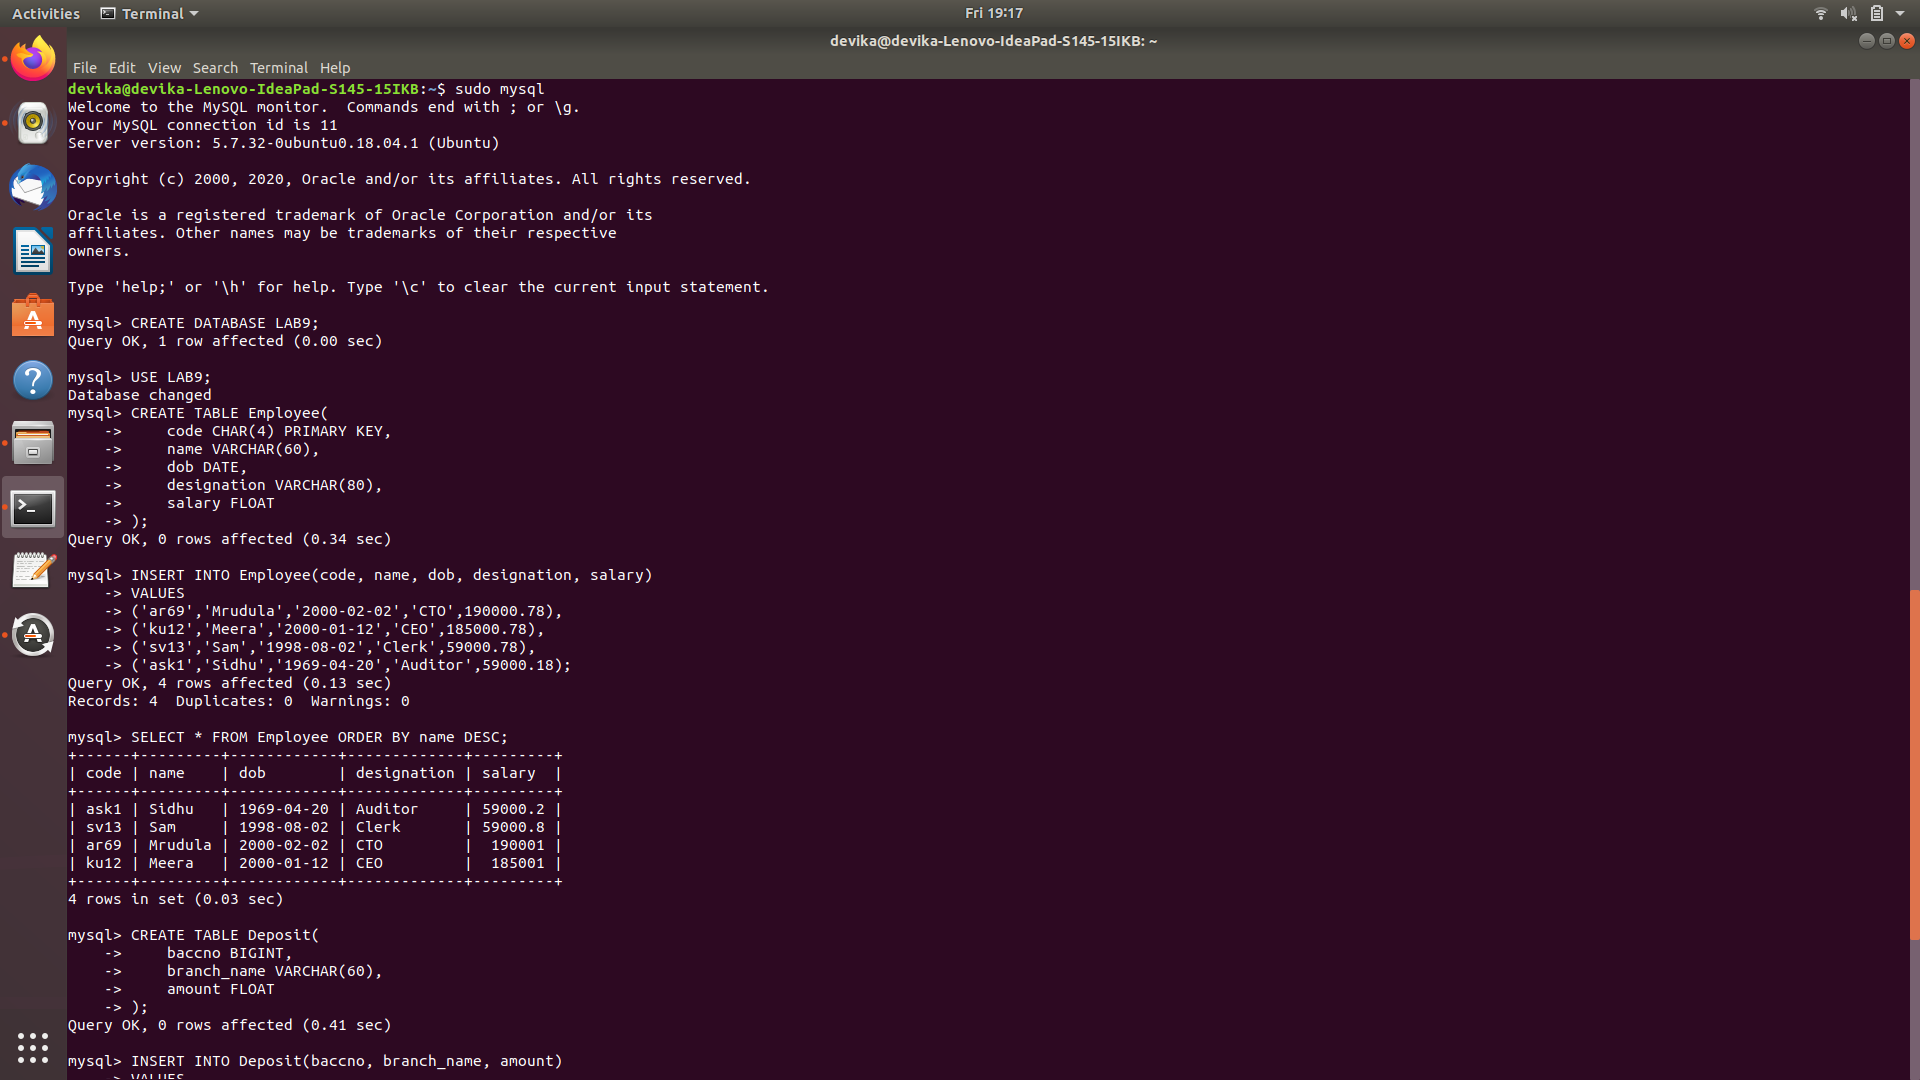 Activities Terminal Fri 19:17
devika@devika-Lenovo-IdeaPad-S145-15IKB: ~
File Edit View Search Terminal Help
devika@devika-Lenovo-IdeaPad-S145-15IKB:~$ sudo mysql
Welcome to the MySQL monitor.  Commands end with ; or \g.
Your MySQL connection id is 11
Server version: 5.7.32-0ubuntu0.18.04.1 (Ubuntu)

Copyright (c) 2000, 2020, Oracle and/or its affiliates. All rights reserved.

Oracle is a registered trademark of Oracle Corporation and/or its
affiliates. Other names may be trademarks of their respective
owners.

Type 'help;' or '\h' for help. Type '\c' to clear the current input statement.

mysql> CREATE DATABASE LAB9;
Query OK, 1 row affected (0.00 sec)

mysql> USE LAB9;
Database changed
mysql> CREATE TABLE Employee(
    ->     code CHAR(4) PRIMARY KEY,
    ->     name VARCHAR(60),
    ->     dob DATE,
    ->     designation VARCHAR(80),
    ->     salary FLOAT
    -> );
Query OK, 0 rows affected (0.34 sec)

mysql> INSERT INTO Employee(code, name, dob, designation, salary)
    -> VALUES
    -> ('ar69','Mrudula','2000-02-02','CTO',190000.78),
    -> ('ku12','Meera','2000-01-12','CEO',185000.78),
    -> ('sv13','Sam','1998-08-02','Clerk',59000.78),
    -> ('ask1','Sidhu','1969-04-20','Auditor',59000.18);
Query OK, 4 rows affected (0.13 sec)
Records: 4  Duplicates: 0  Warnings: 0

mysql> SELECT * FROM Employee ORDER BY name DESC;
+------+---------+------------+-------------+---------+
| code | name    | dob        | designation | salary  |
+------+---------+------------+-------------+---------+
| ask1 | Sidhu   | 1969-04-20 | Auditor     | 59000.2 |
| sv13 | Sam     | 1998-08-02 | Clerk       | 59000.8 |
| ar69 | Mrudula | 2000-02-02 | CTO         |  190001 |
| ku12 | Meera   | 2000-01-12 | CEO         |  185001 |
+------+---------+------------+-------------+---------+
4 rows in set (0.03 sec)

mysql> CREATE TABLE Deposit(
    ->     baccno BIGINT,
    ->     branch_name VARCHAR(60),
    ->     amount FLOAT
    -> );
Query OK, 0 rows affected (0.41 sec)

mysql> INSERT INTO Deposit(baccno, branch_name, amount)
    -> VALUES